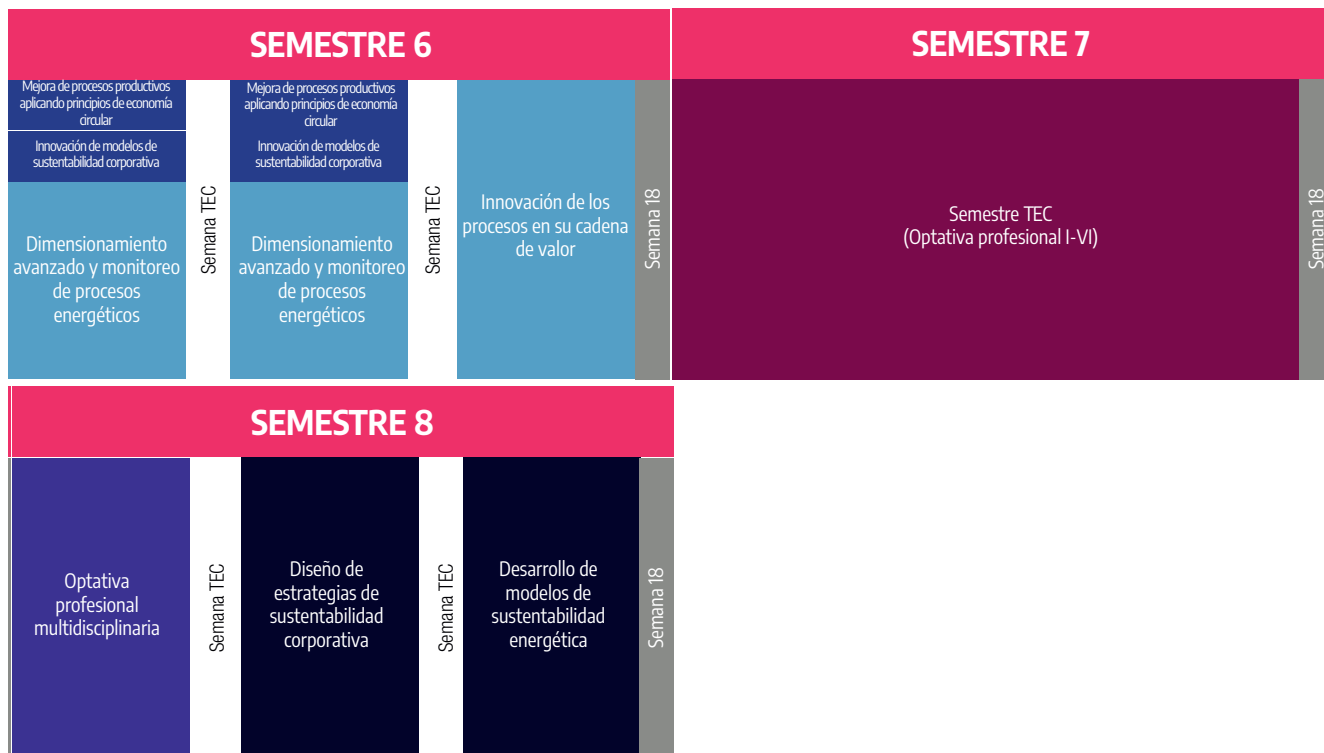 SEMESTRE 6
Mejora de procesos productivos
aplicando principios de economía
circular
Innovación de modelos de
sustentabilidad corporativa
Dimensionamiento
avanzado y monitoreo
de procesos
energéticos
Semana TEC
Mejora de procesos productivos
aplicando principios de economía
circular
Innovación de modelos de
sustentabilidad corporativa
Dimensionamiento
avanzado y monitoreo
de procesos
energéticos
Semana TEC
Innovación de los
procesos en su cadena
de valor
Semana 18
SEMESTRE 7
Semestre TEC
(Optativa profesional I-VI)
Semana 18
SEMESTRE 8
Optativa
profesional
multidisciplinaria
Semana TEC
Diseño de
estrategias de
sustentabilidad
corporativa
Semana TEC
Desarrollo de
modelos de
sustentabilidad
energética
Semana 18